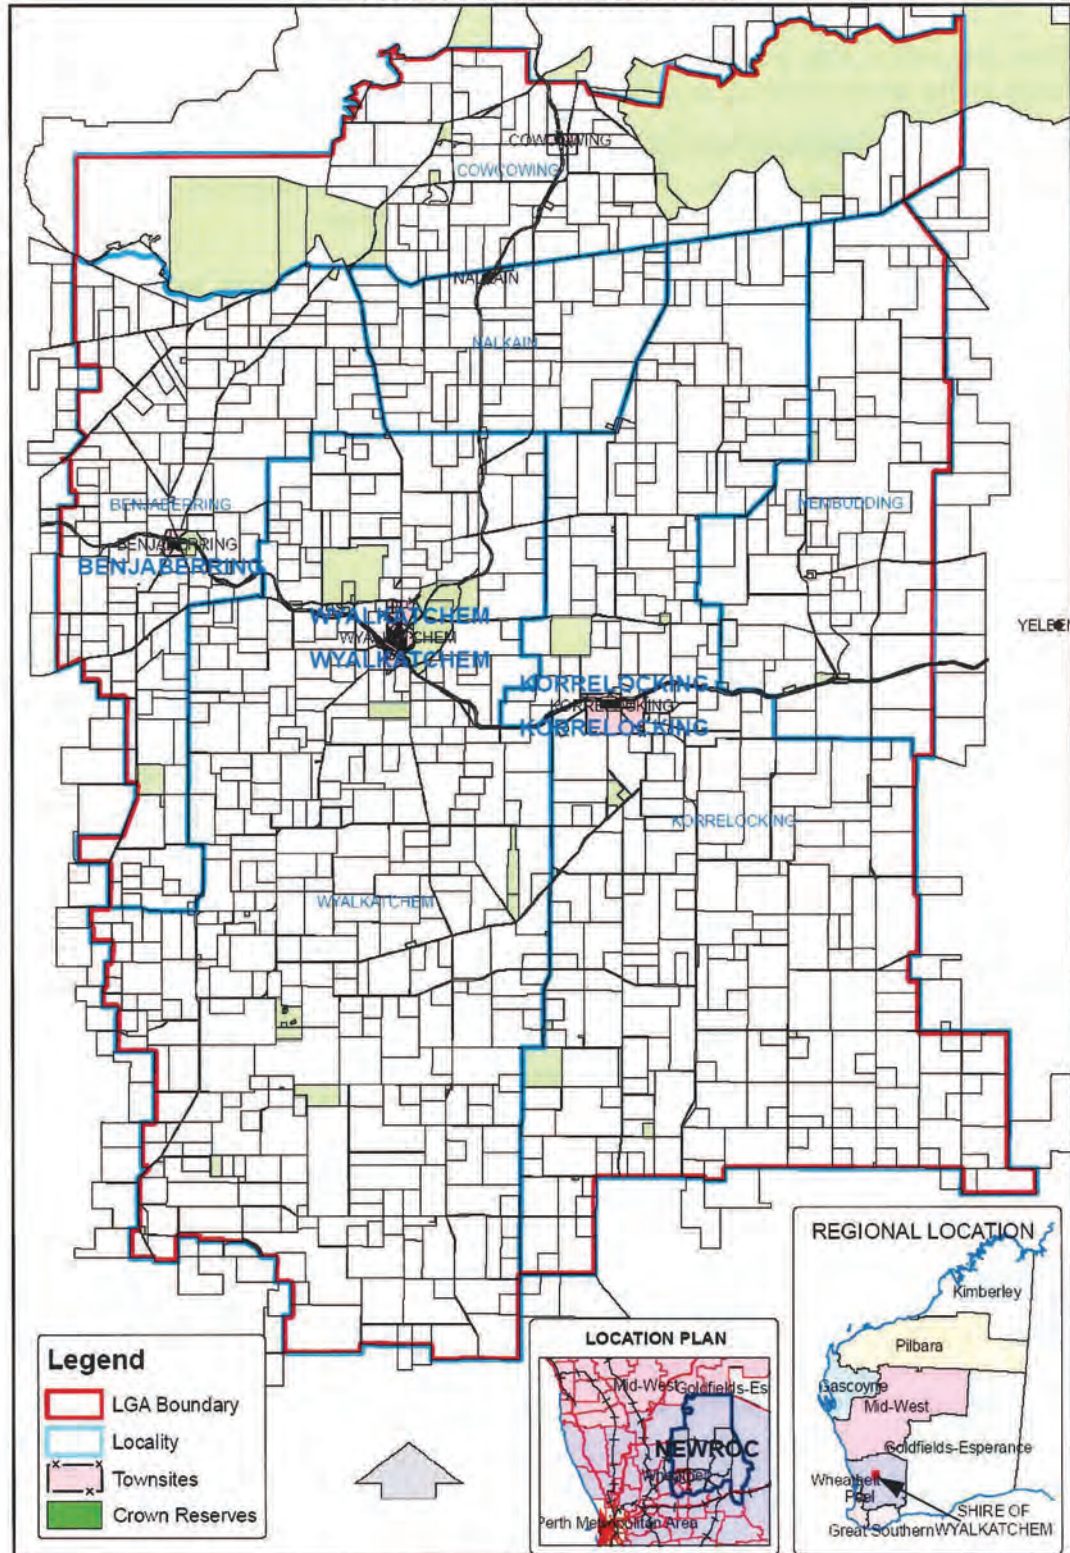 COWCOWING
COWCOWING
NALKAIN
NALKAIN
BENJABERRING
NEMBUDDING
BENJABERRING
BENJABERRING
WYALKATCHEM
WYALKATCHEM
WYALKATCHEM
KORRELOCKING
KORRELOCKING
KORRELOCKING
KORRELOCKING
WYALKATCHEM
REGIONAL LOCATION
Kimberley
Pilbara
Gascoyne
Mid-West
Goldfields-Esperance
Wheatbelt
Peel
SHIRE OF
WYALKATCHEM
Great Southern
LOCATION PLAN
Mid-West
Goldfields-Es
NEWROC
Wheatbelt
Perth Metropolitan Area
Legend
LGA Boundary
Locality
Townsites
Crown Reserves